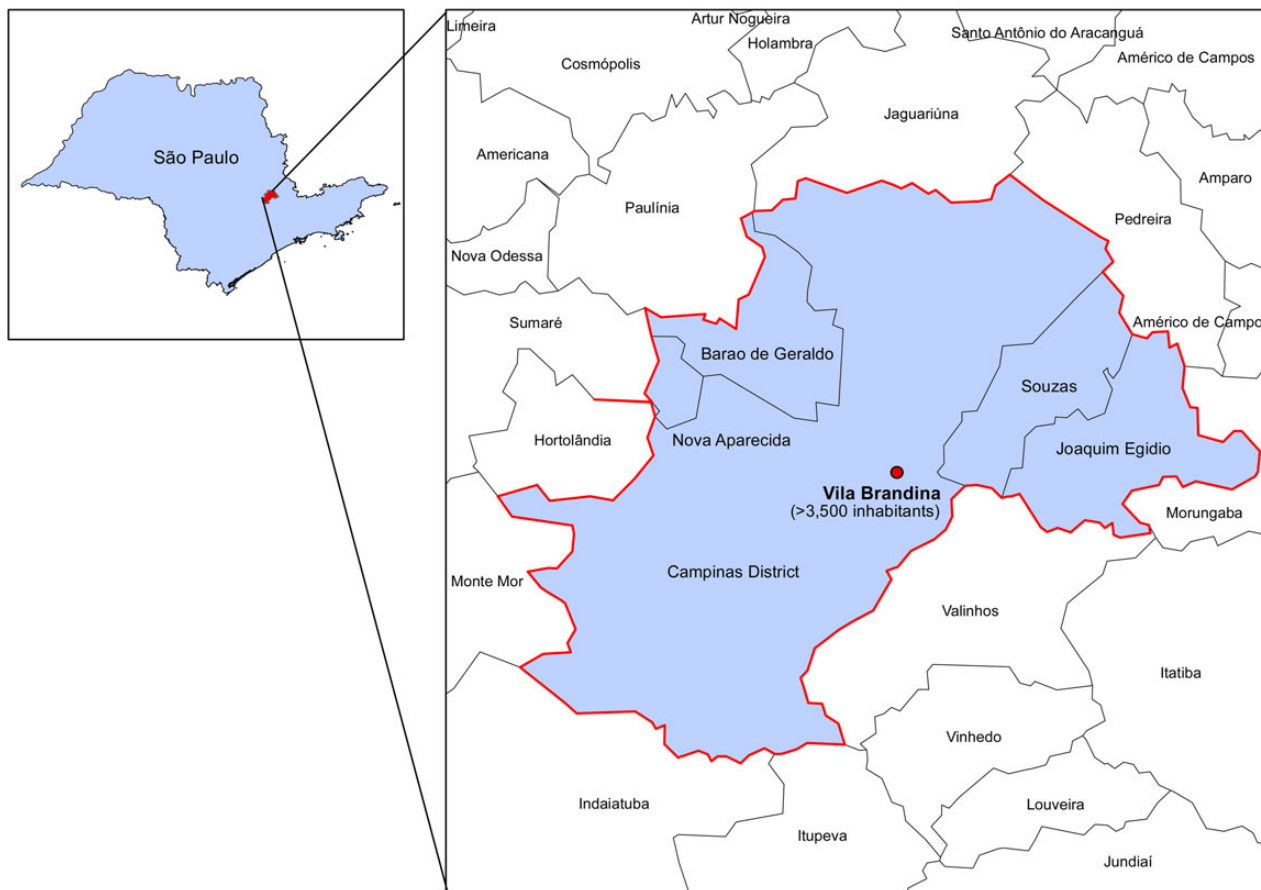 São Paulo
Limeira
Artur Nogueira
Holambra
Santo Antônio do Aracanguá
Américo de Campos
Cosmópolis
Jaguariúna
Americana
Amparo
Paulínia
Pedreira
Nova Odessa
Sumaré
Américo de Campo
Barao de Geraldo
Souzas
Hortolândia
Nova Aparecida
Joaquim Egidio
Vila Brandina
(>3,500 inhabitants)
Morungaba
Monte Mor
Campinas District
Valinhos
Itatiba
Vinhedo
Indaiatuba
Louveira
Itupeva
Jundiaí